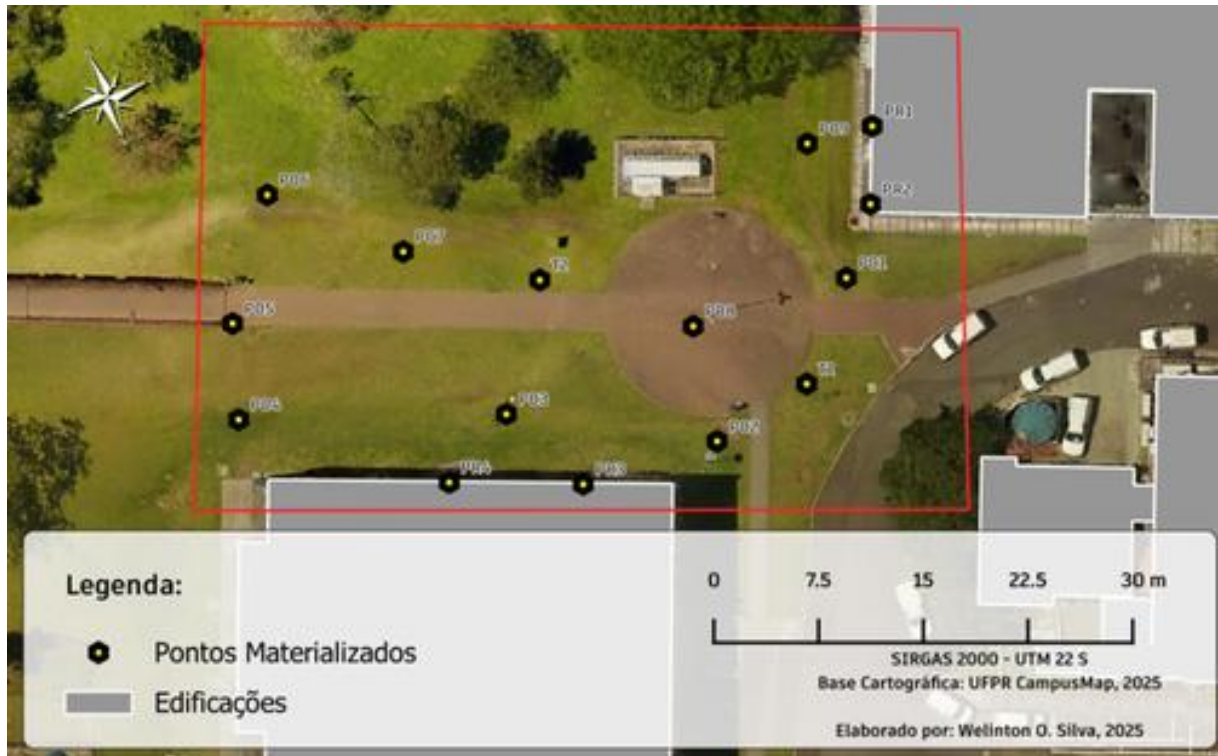 P09
PR1
P06
PR2
P07
T2
P01
P05
P08
T1
P04
P03
P02
PR4
PR3
Legenda:
Pontos Materializados
Edificações
0 7.5 15 22.5 30 m
SIRGAS 2000 - UTM 22 S
Base Cartográfica: UFPR CampusMap, 2025
Elaborado por: Welinton O. Silva, 2025